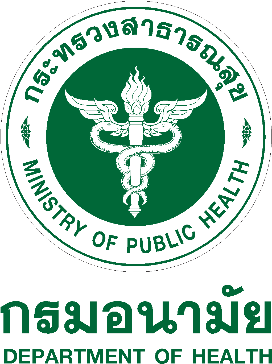 กระทรวงสาธารณสุข
MINISTRY OF PUBLIC HEALTH
กรมอนามัย
DEPARTMENT OF HEALTH